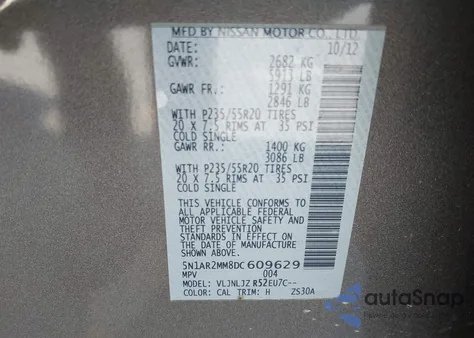 MFD BY NISSAN MOTOR CO., LTD.
DATE: 10/12
GVWR: 2682 KG
5913 LB
GAWR FR.: 1291 KG
2846 LB
WITH P235/55R20 TIRES
20 X 7.5 RIMS AT 35 PSI
COLD SINGLE
GAWR RR.: 1400 KG
3086 LB
WITH P235/55R20 TIRES
20 X 7.5 RIMS AT 35 PSI
COLD SINGLE
THIS VEHICLE CONFORMS TO
ALL APPLICABLE FEDERAL
MOTOR VEHICLE SAFETY AND
THEFT PREVENTION
STANDARDS IN EFFECT ON
THE DATE OF MANUFACTURE
SHOWN ABOVE.
5N1AR2MM8DC609629
MPV 004
MODEL: VLJNLJZ R52EU7C--
COLOR: CAL TRIM: H ZS30A
autoSnap